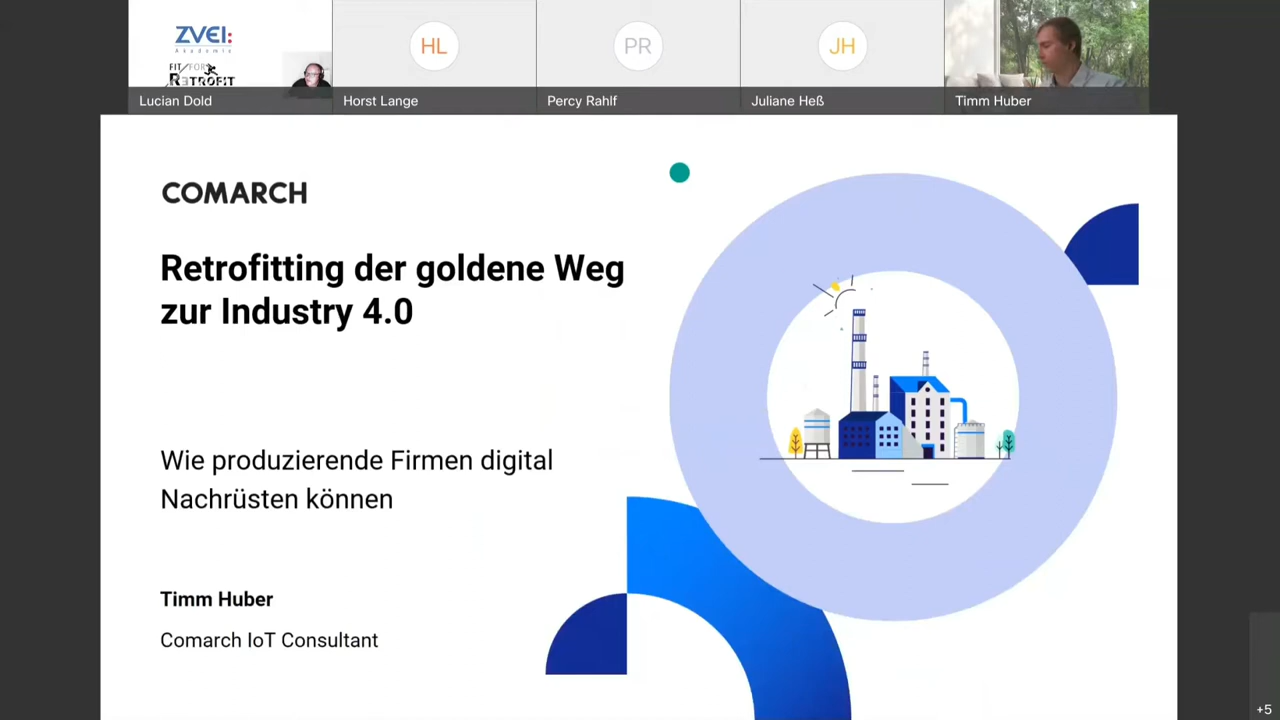 ZVEI:
Akademie
FIT FOR
RETROFIT
Lucian Dold
HL
Horst Lange
PR
Percy Rahlf
JH
Juliane Heß
Timm Huber
COMARCH
Retrofitting der goldene Weg
zur Industry 4.0
Wie produzierende Firmen digital
Nachrüsten können
Timm Huber
Comarch IoT Consultant
+5